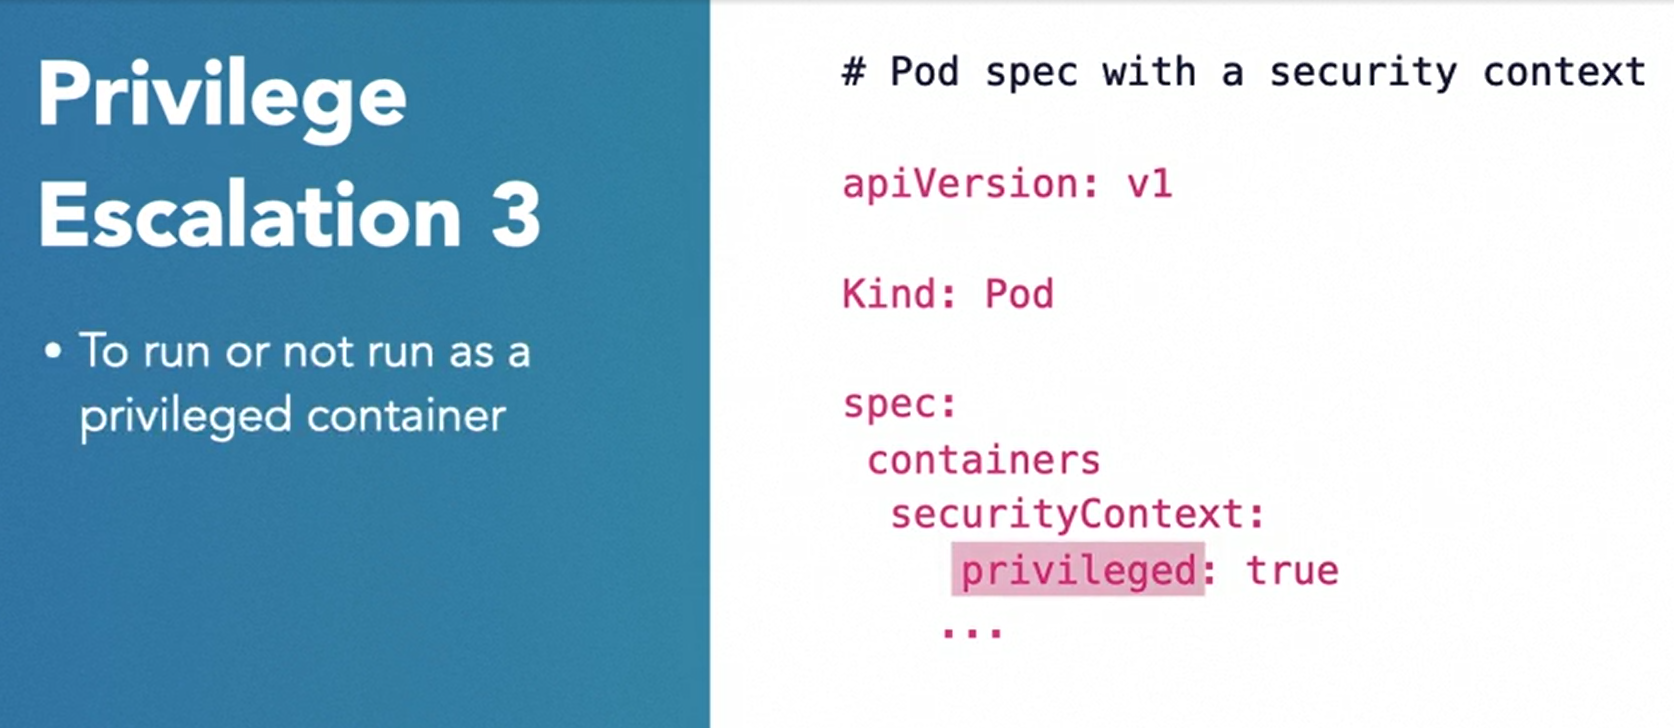 Privilege
Escalation 3
• To run or not run as a
privileged container
# Pod spec with a security context
apiVersion: v1
Kind: Pod
spec:
containers
securityContext:
privileged: true
...